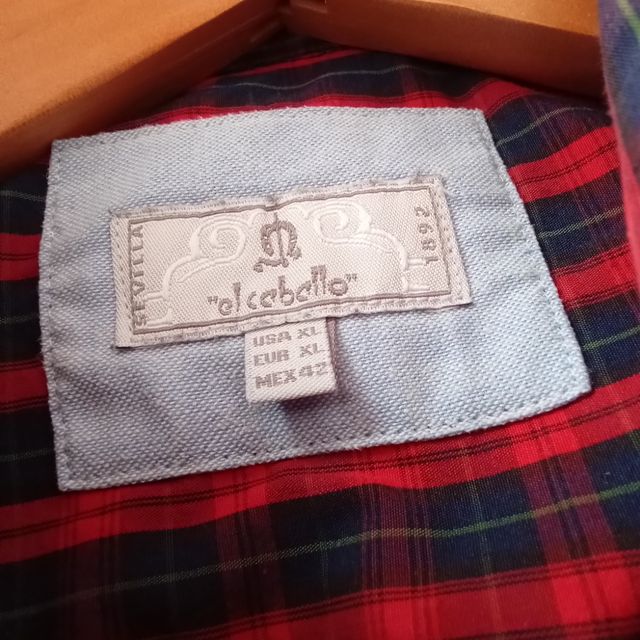 SEVILLA
"el caballo"
1892
USA XL
EUR XL
MEX 42